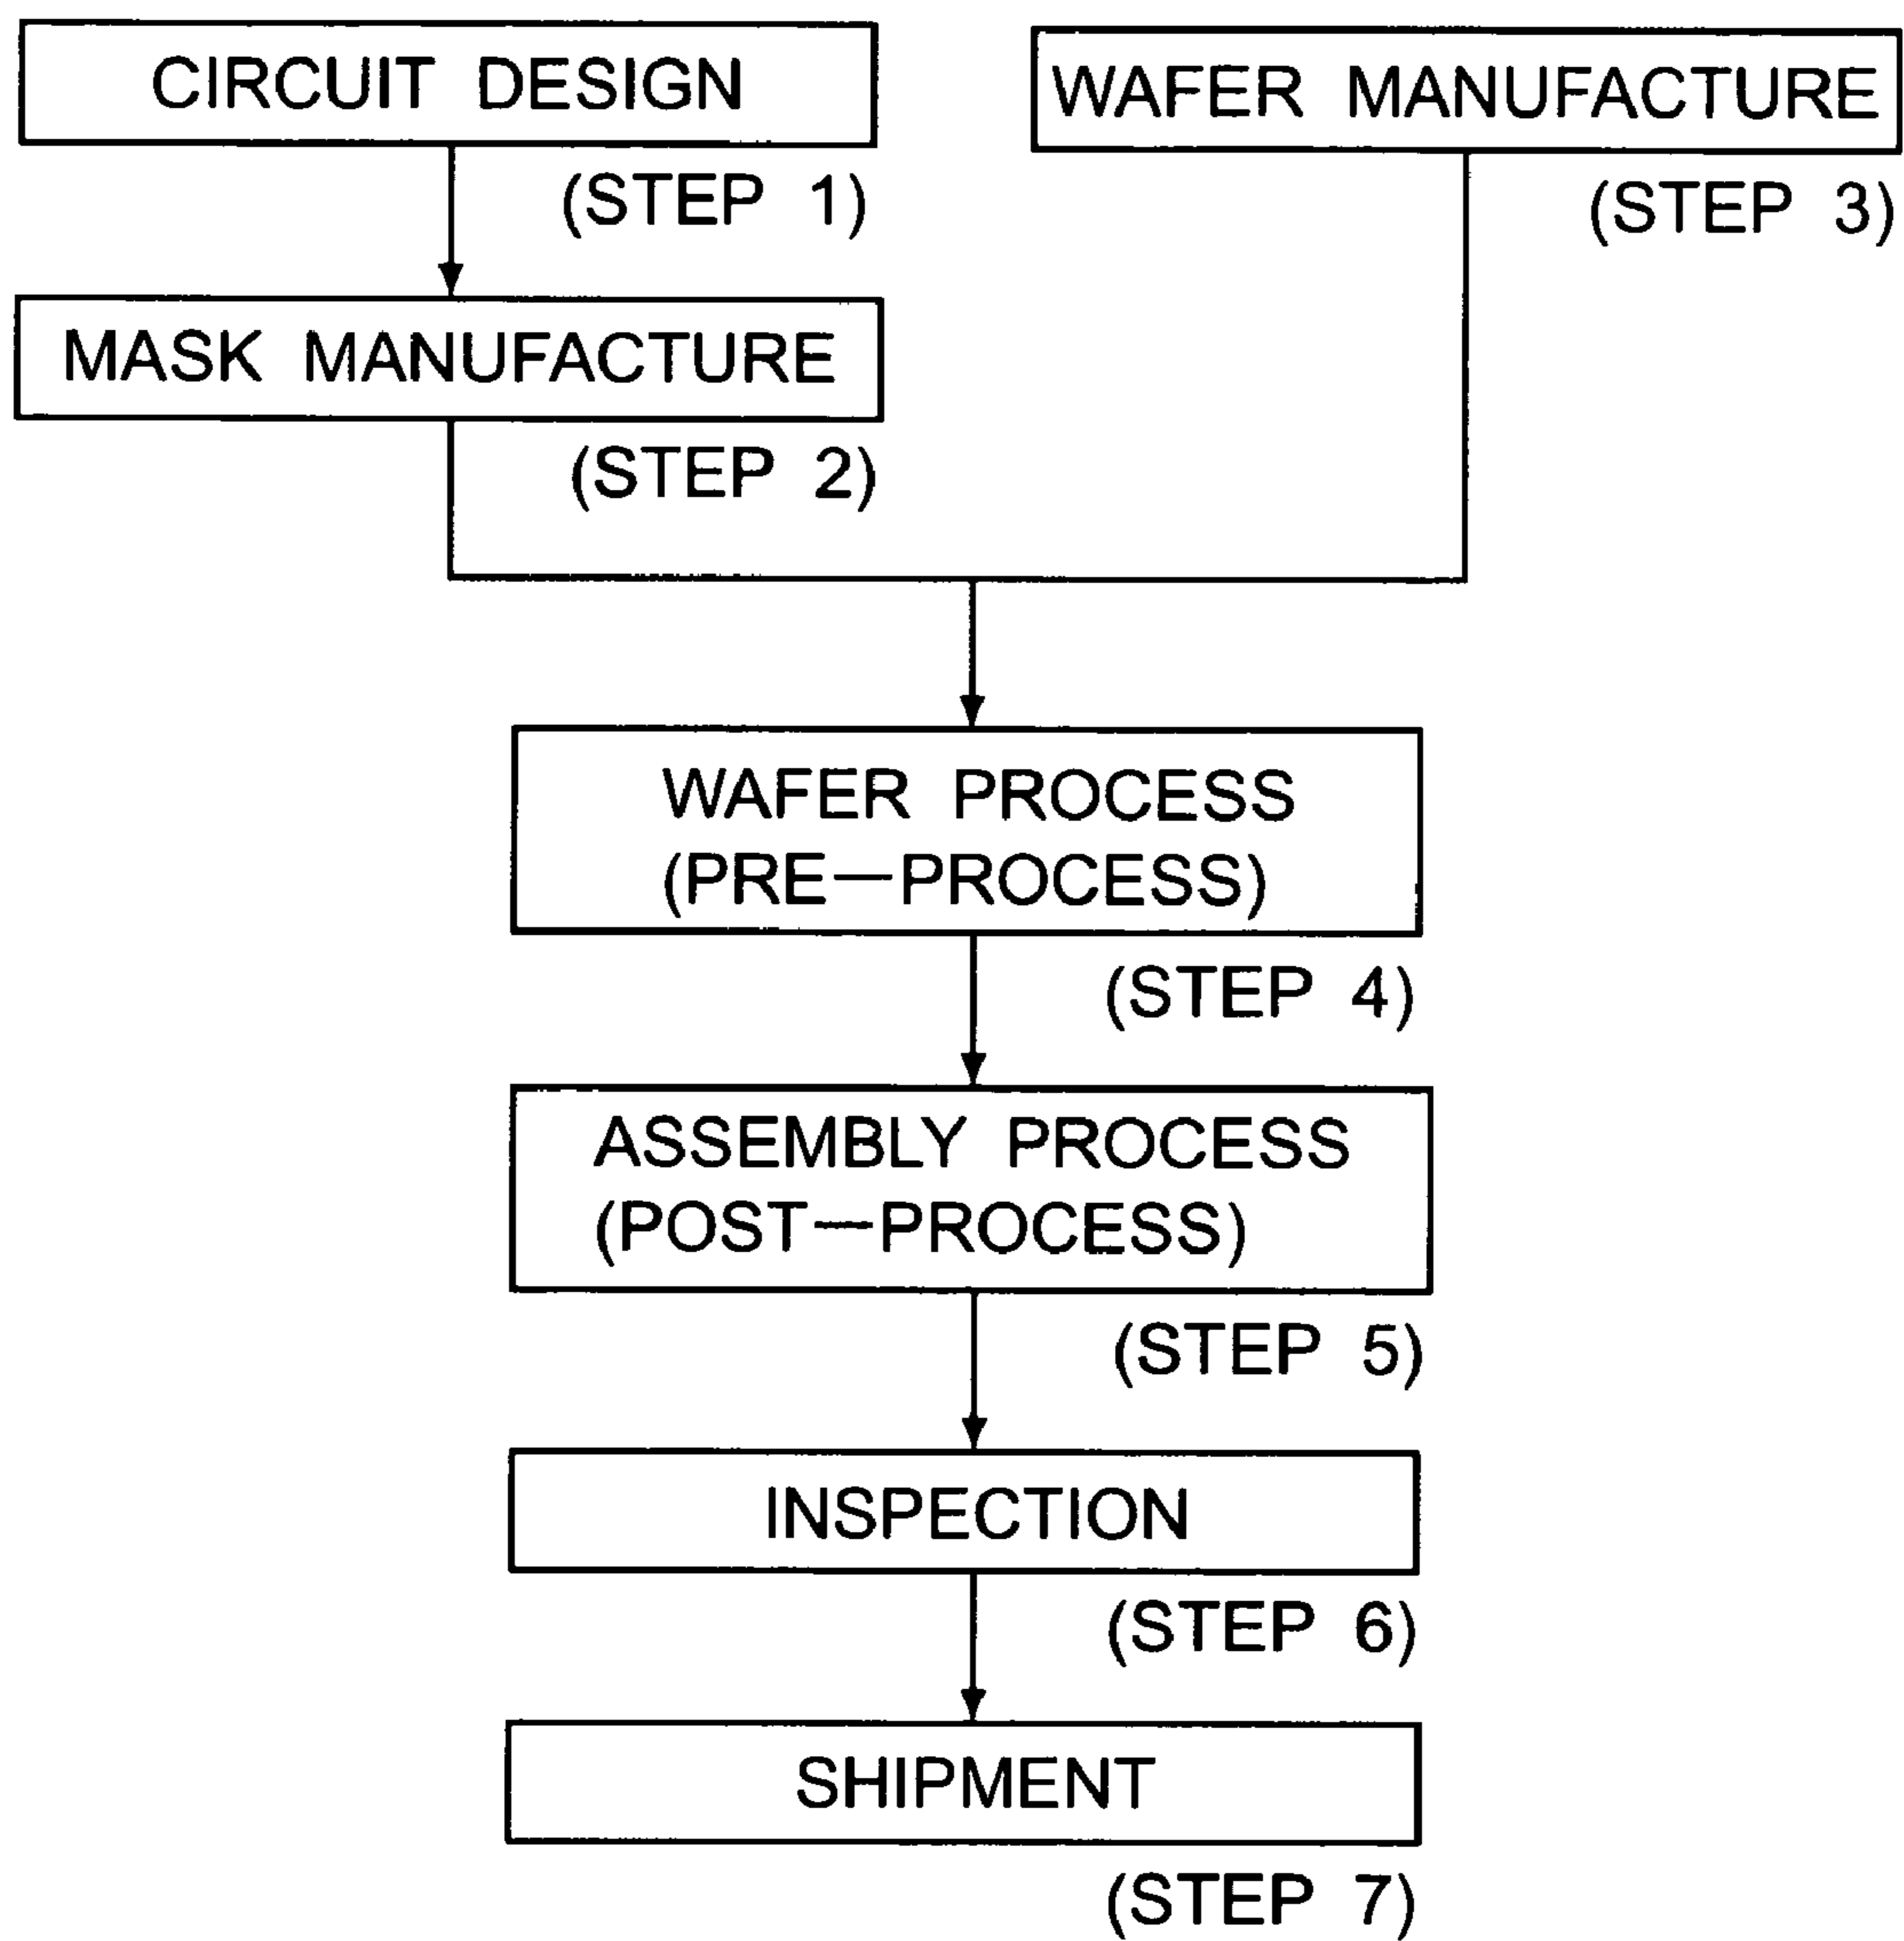 CIRCUIT DESIGN
(STEP 1)
MASK MANUFACTURE
(STEP 2)
WAFER MANUFACTURE
(STEP 3)
WAFER PROCESS
(PRE—PROCESS)
(STEP 4)
ASSEMBLY PROCESS
(POST—PROCESS)
(STEP 5)
INSPECTION
(STEP 6)
SHIPMENT
(STEP 7)